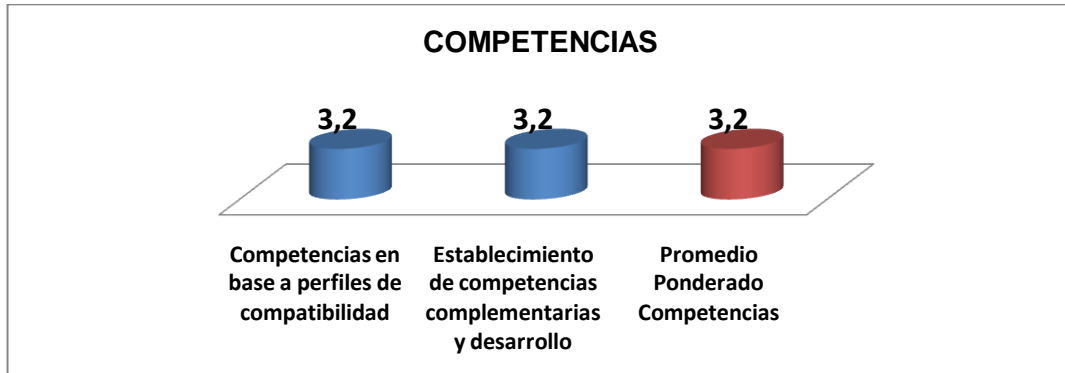 COMPETENCIAS
3,2
3,2
3,2
Competencias en
base a perfiles de
compatibilidad
Establecimiento
de competencias
complementarias
y desarrollo
Promedio
Ponderado
Competencias